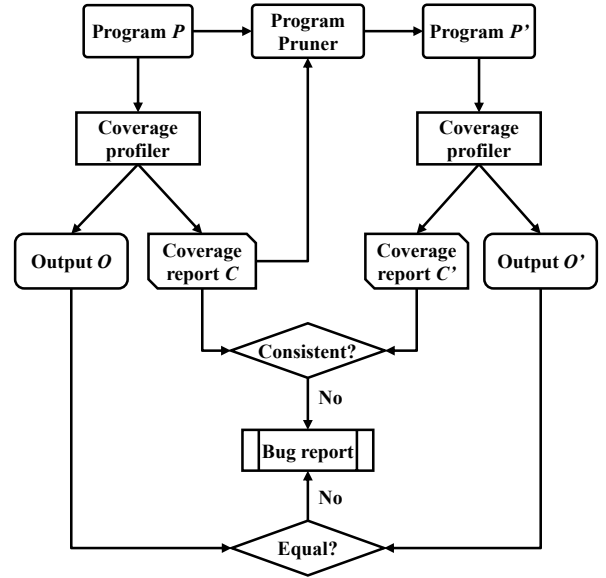 Program P
Program
Pruner
Program P’
Coverage
profiler
Coverage
profiler
Output O
Coverage
report C
Coverage
report C’
Output O’
Consistent?
No
Bug report
No
Equal?